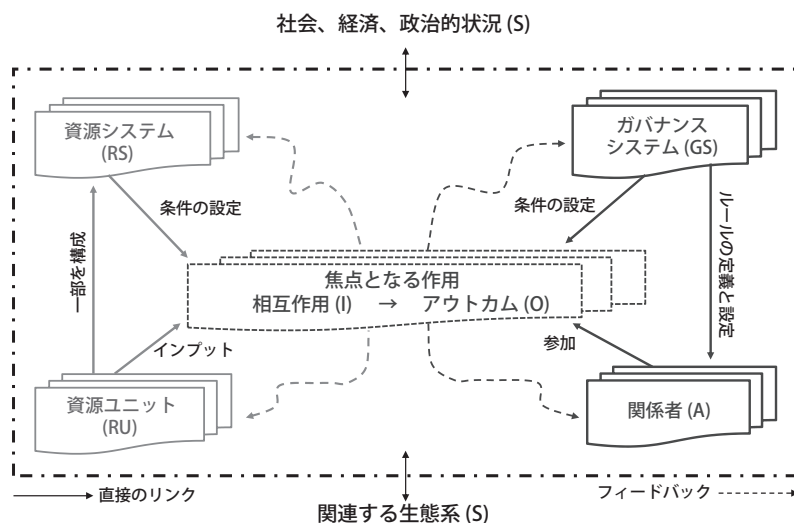 社会、経済、政治的状況 (S)
資源システム
(RS)
ガバナンス
システム (GS)
条件の設定
条件の設定
一部を構成
ルールの定義と設定
焦点となる作用
相互作用 (I) → アウトカム (O)
インプット
参加
資源ユニット
(RU)
関係者 (A)
直接のリンク
フィードバック
関連する生態系 (S)